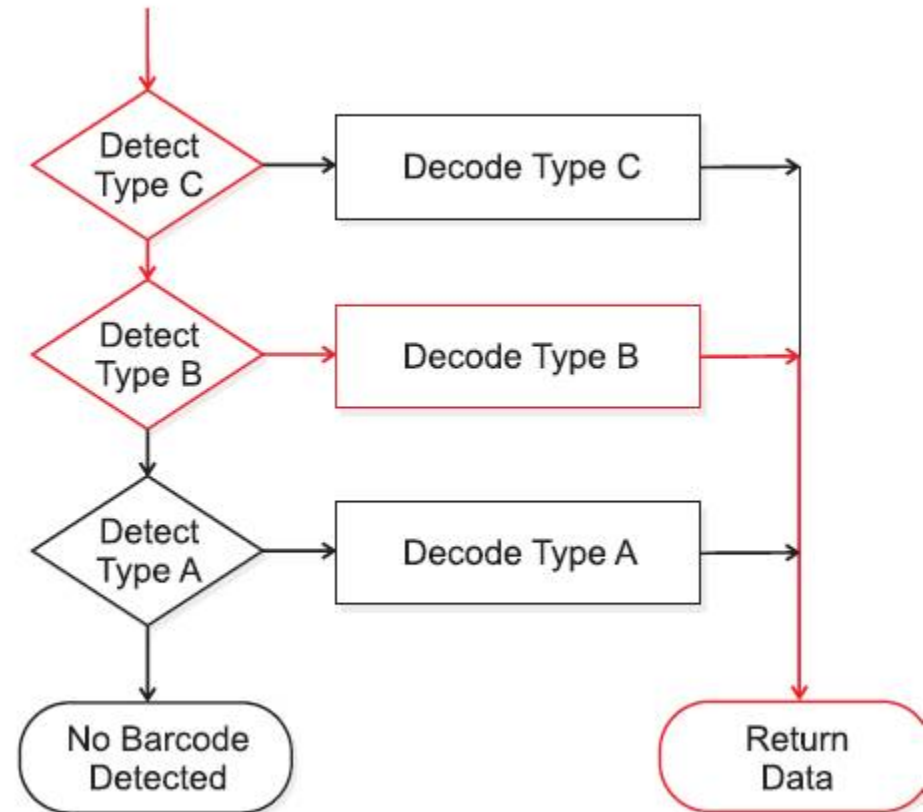 Detect
Type C
Decode Type C
Detect
Type B
Decode Type B
Detect
Type A
Decode Type A
No Barcode
Detected
Return
Data